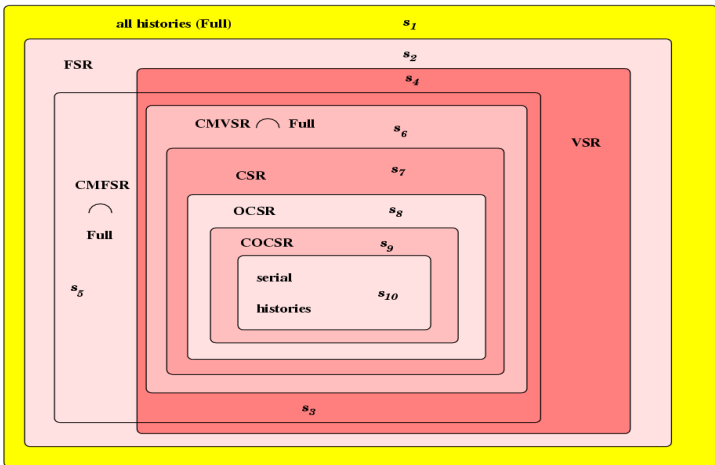 all histories (Full) s1
s2
FSR
s4
CMVSR ⌒ Full s6
VSR
CSR s7
CMFSR
⌒
Full
OCSR s8
COCSR s9
serial
histories s10
s5
s3